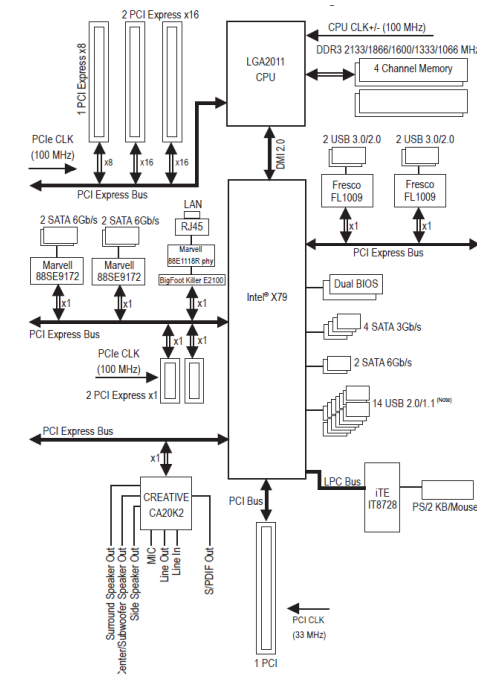 2 PCI Express x16
1 PCI Express x8
LGA2011
CPU
CPU CLK+/- (100 MHz)
DDR3 2133/1866/1600/1333/1066 MHz
4 Channel Memory
PCIe CLK
(100 MHz)
x8
x16
x16
PCI Express Bus
DMI 2.0
2 USB 3.0/2.0
2 USB 3.0/2.0
Fresco
FL1009
Fresco
FL1009
x1
x1
PCI Express Bus
LAN
RJ45
Marvell
88E1118R phy
BigFoot Killer E2100
2 SATA 6Gb/s
2 SATA 6Gb/s
Marvell
88SE9172
Marvell
88SE9172
x1
x1
x1
PCI Express Bus
Intel® X79
Dual BIOS
4 SATA 3Gb/s
2 SATA 6Gb/s
14 USB 2.0/1.1 (Note)
x1
x1
PCIe CLK
(100 MHz)
2 PCI Express x1
PCI Express Bus
x1
CREATIVE
CA20K2
Surround Speaker Out
Center/Subwoofer Speaker Out
Side Speaker Out
MIC
Line Out
Line In
S/PDIF Out
LPC Bus
iTE
IT8728
PS/2 KB/Mouse
PCI Bus
PCI CLK
(33 MHz)
1 PCI